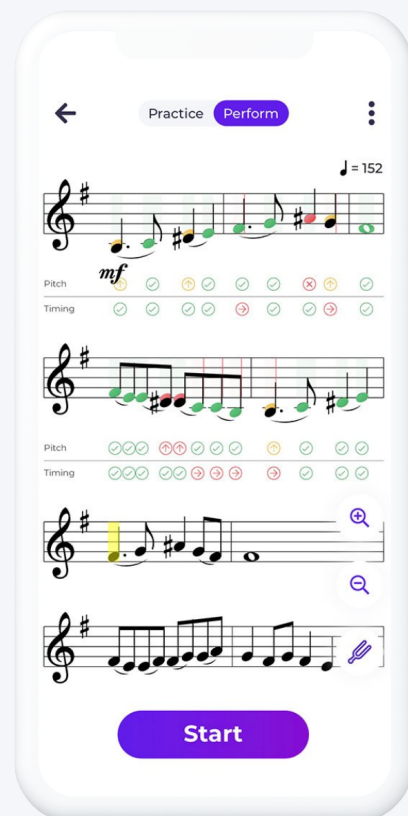 Practice Perform
= 152
mf
Pitch
Timing
Pitch
Timing
Start